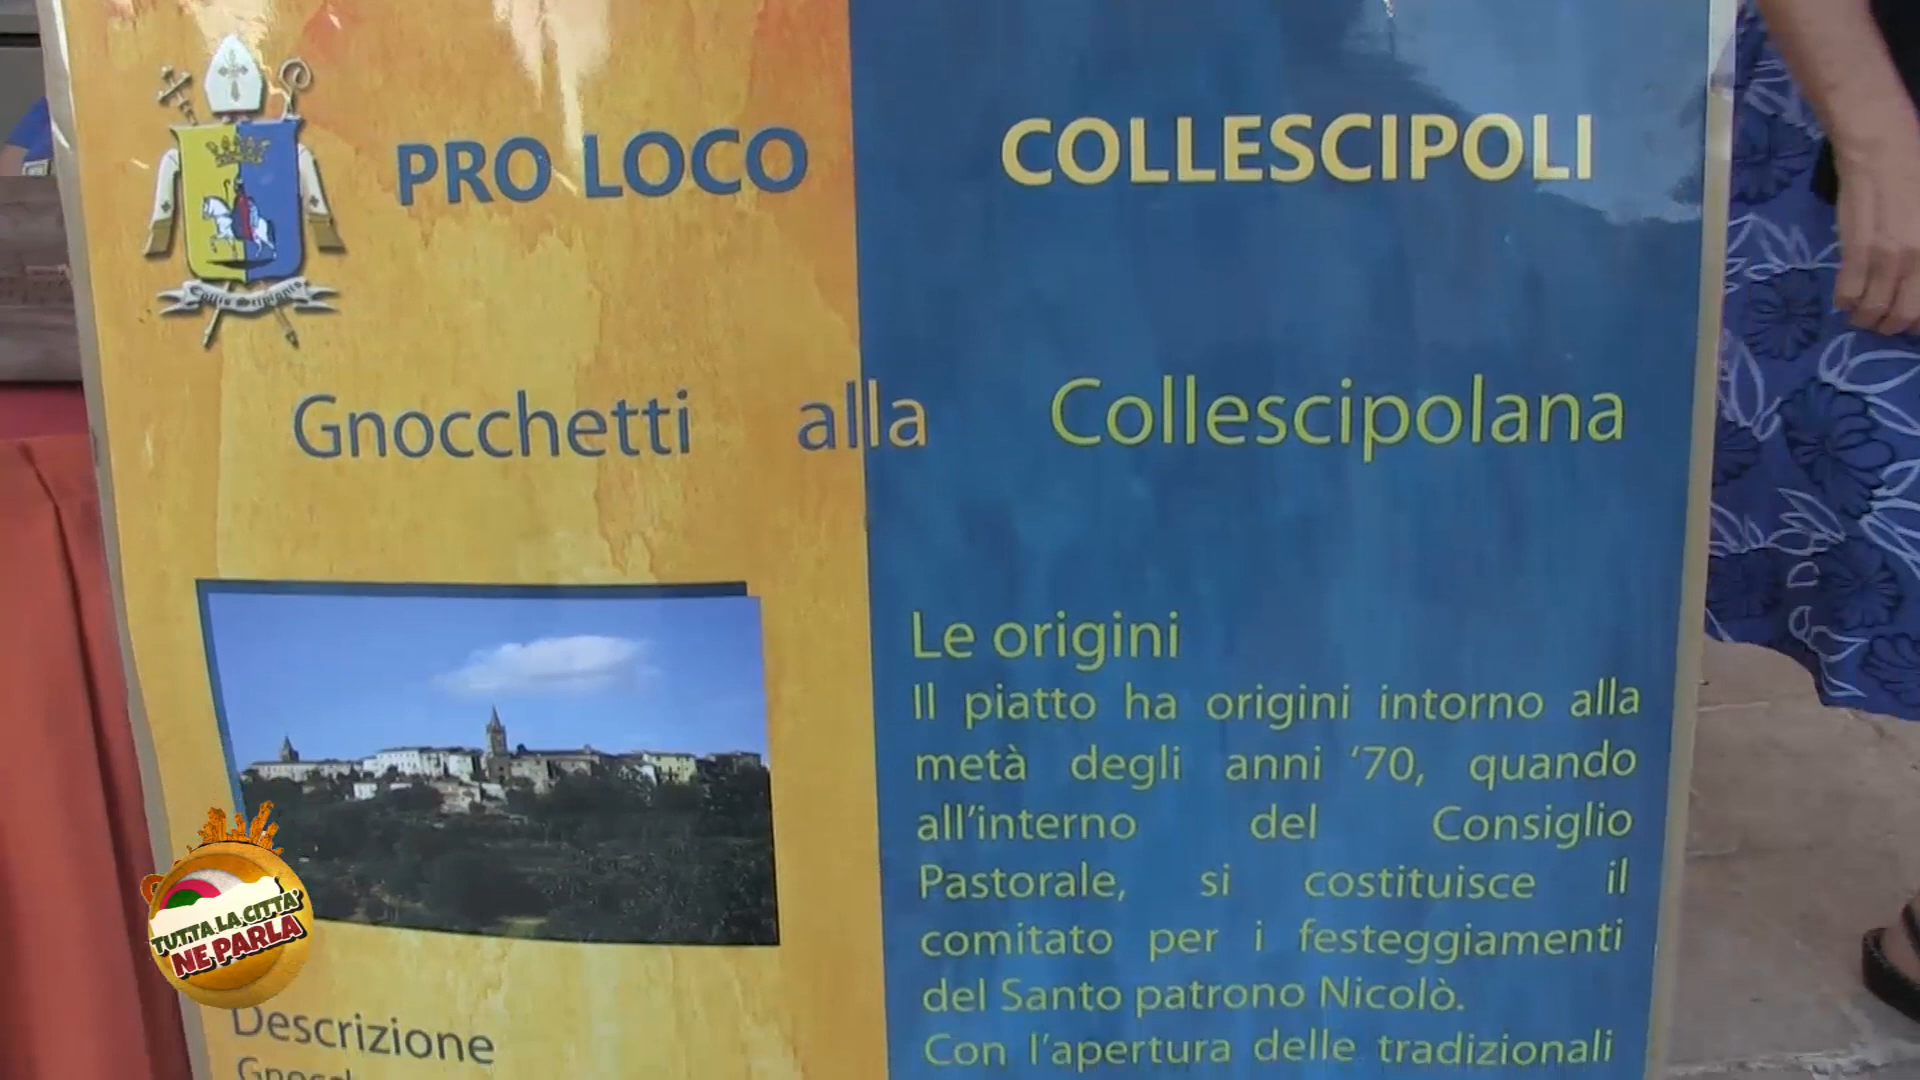 PRO LOCO COLLESCIPOLI
Collis Scipionis
Gnocchetti alla Collescipolana
Le origini
Il piatto ha origini intorno alla
metà degli anni '70, quando
all'interno del Consiglio
Pastorale, si costituisce il
comitato per i festeggiamenti
del Santo patrono Nicolò.
Con l'apertura delle tradizionali
Descrizione
TUTTA LA CITTA'
NE PARLA